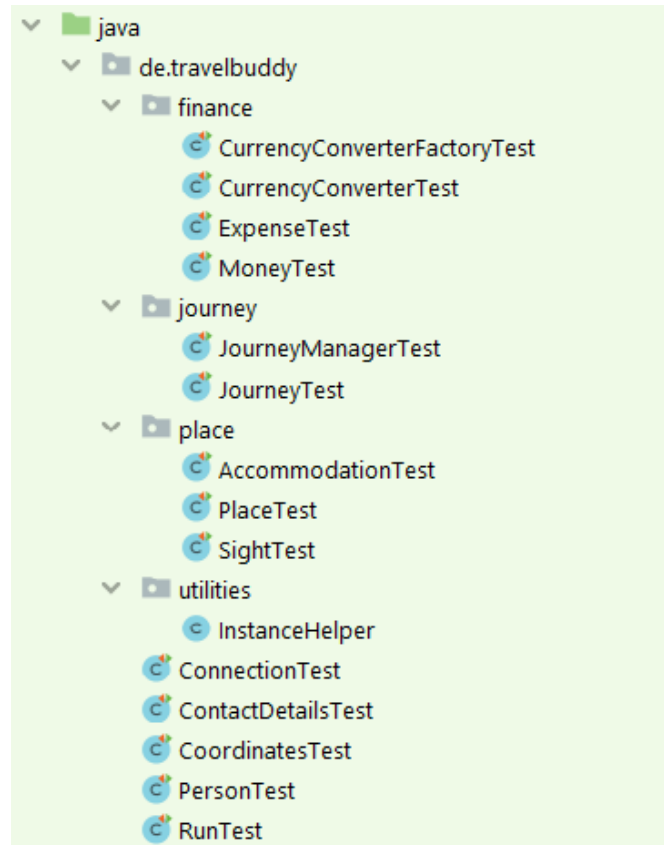 java
de.travelbuddy
finance
CurrencyConverterFactoryTest
CurrencyConverterTest
ExpenseTest
MoneyTest
journey
JourneyManagerTest
JourneyTest
place
AccommodationTest
PlaceTest
SightTest
utilities
InstanceHelper
ConnectionTest
ContactDetailsTest
CoordinatesTest
PersonTest
RunTest